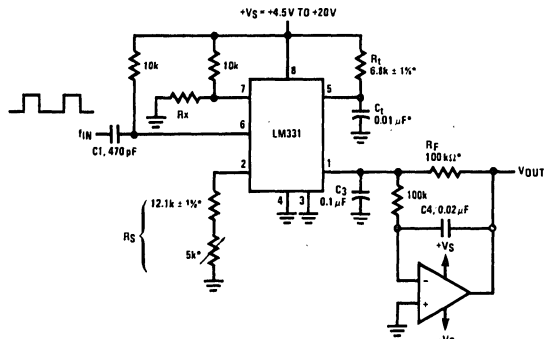 +VS = +4.5V TO +20V
10k
10k
Rt
6.8k ± 1%*
8
7
5
Rx
Ct
0.01 µF*
LM331
fIN
6
C1, 470 pF
RF
100 kΩ*
VOUT
2
1
12.1k ± 1%*
C3
0.1 µF
100k
C4, 0.02 µF
4
3
RS
5k*
+VS
-
+